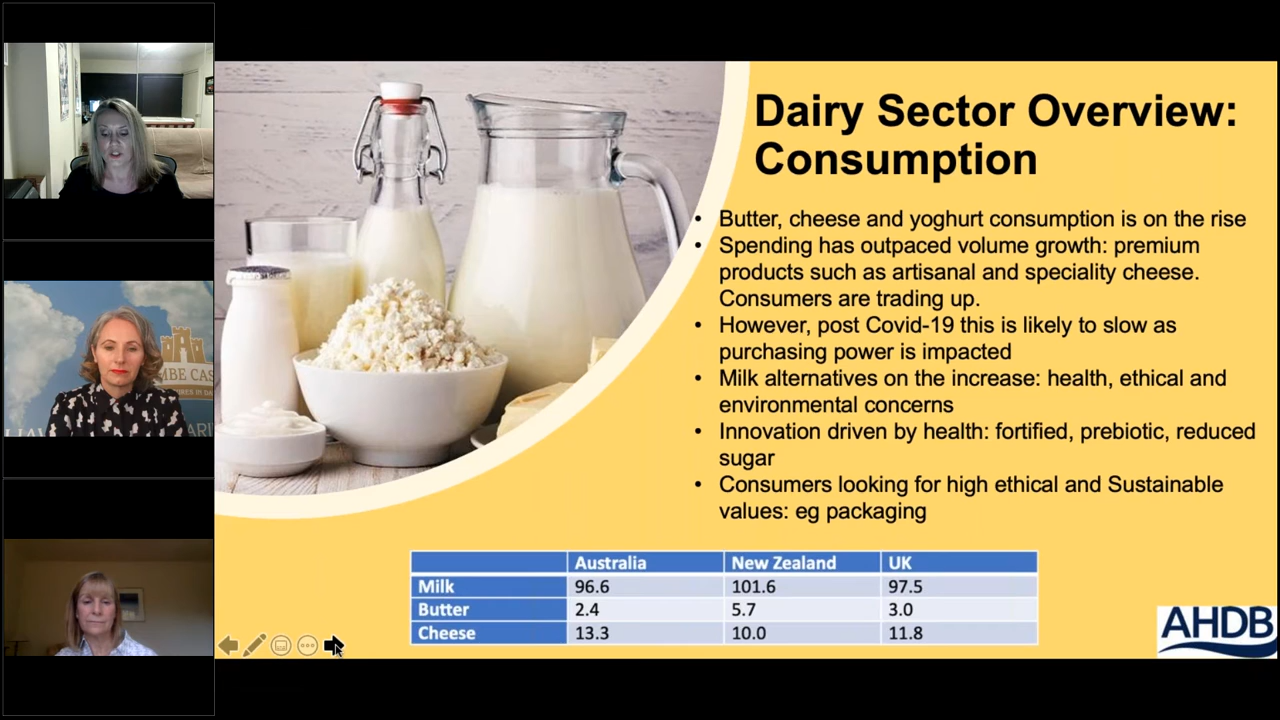 Dairy Sector Overview:
Consumption
• Butter, cheese and yoghurt consumption is on the rise
• Spending has outpaced volume growth: premium
products such as artisanal and speciality cheese.
Consumers are trading up.
• However, post Covid-19 this is likely to slow as
purchasing power is impacted
• Milk alternatives on the increase: health, ethical and
environmental concerns
• Innovation driven by health: fortified, prebiotic, reduced
sugar
• Consumers looking for high ethical and Sustainable
values: eg packaging
Australia New Zealand UK
Milk 96.6 101.6 97.5
Butter 2.4 5.7 3.0
Cheese 13.3 10.0 11.8
AHDB